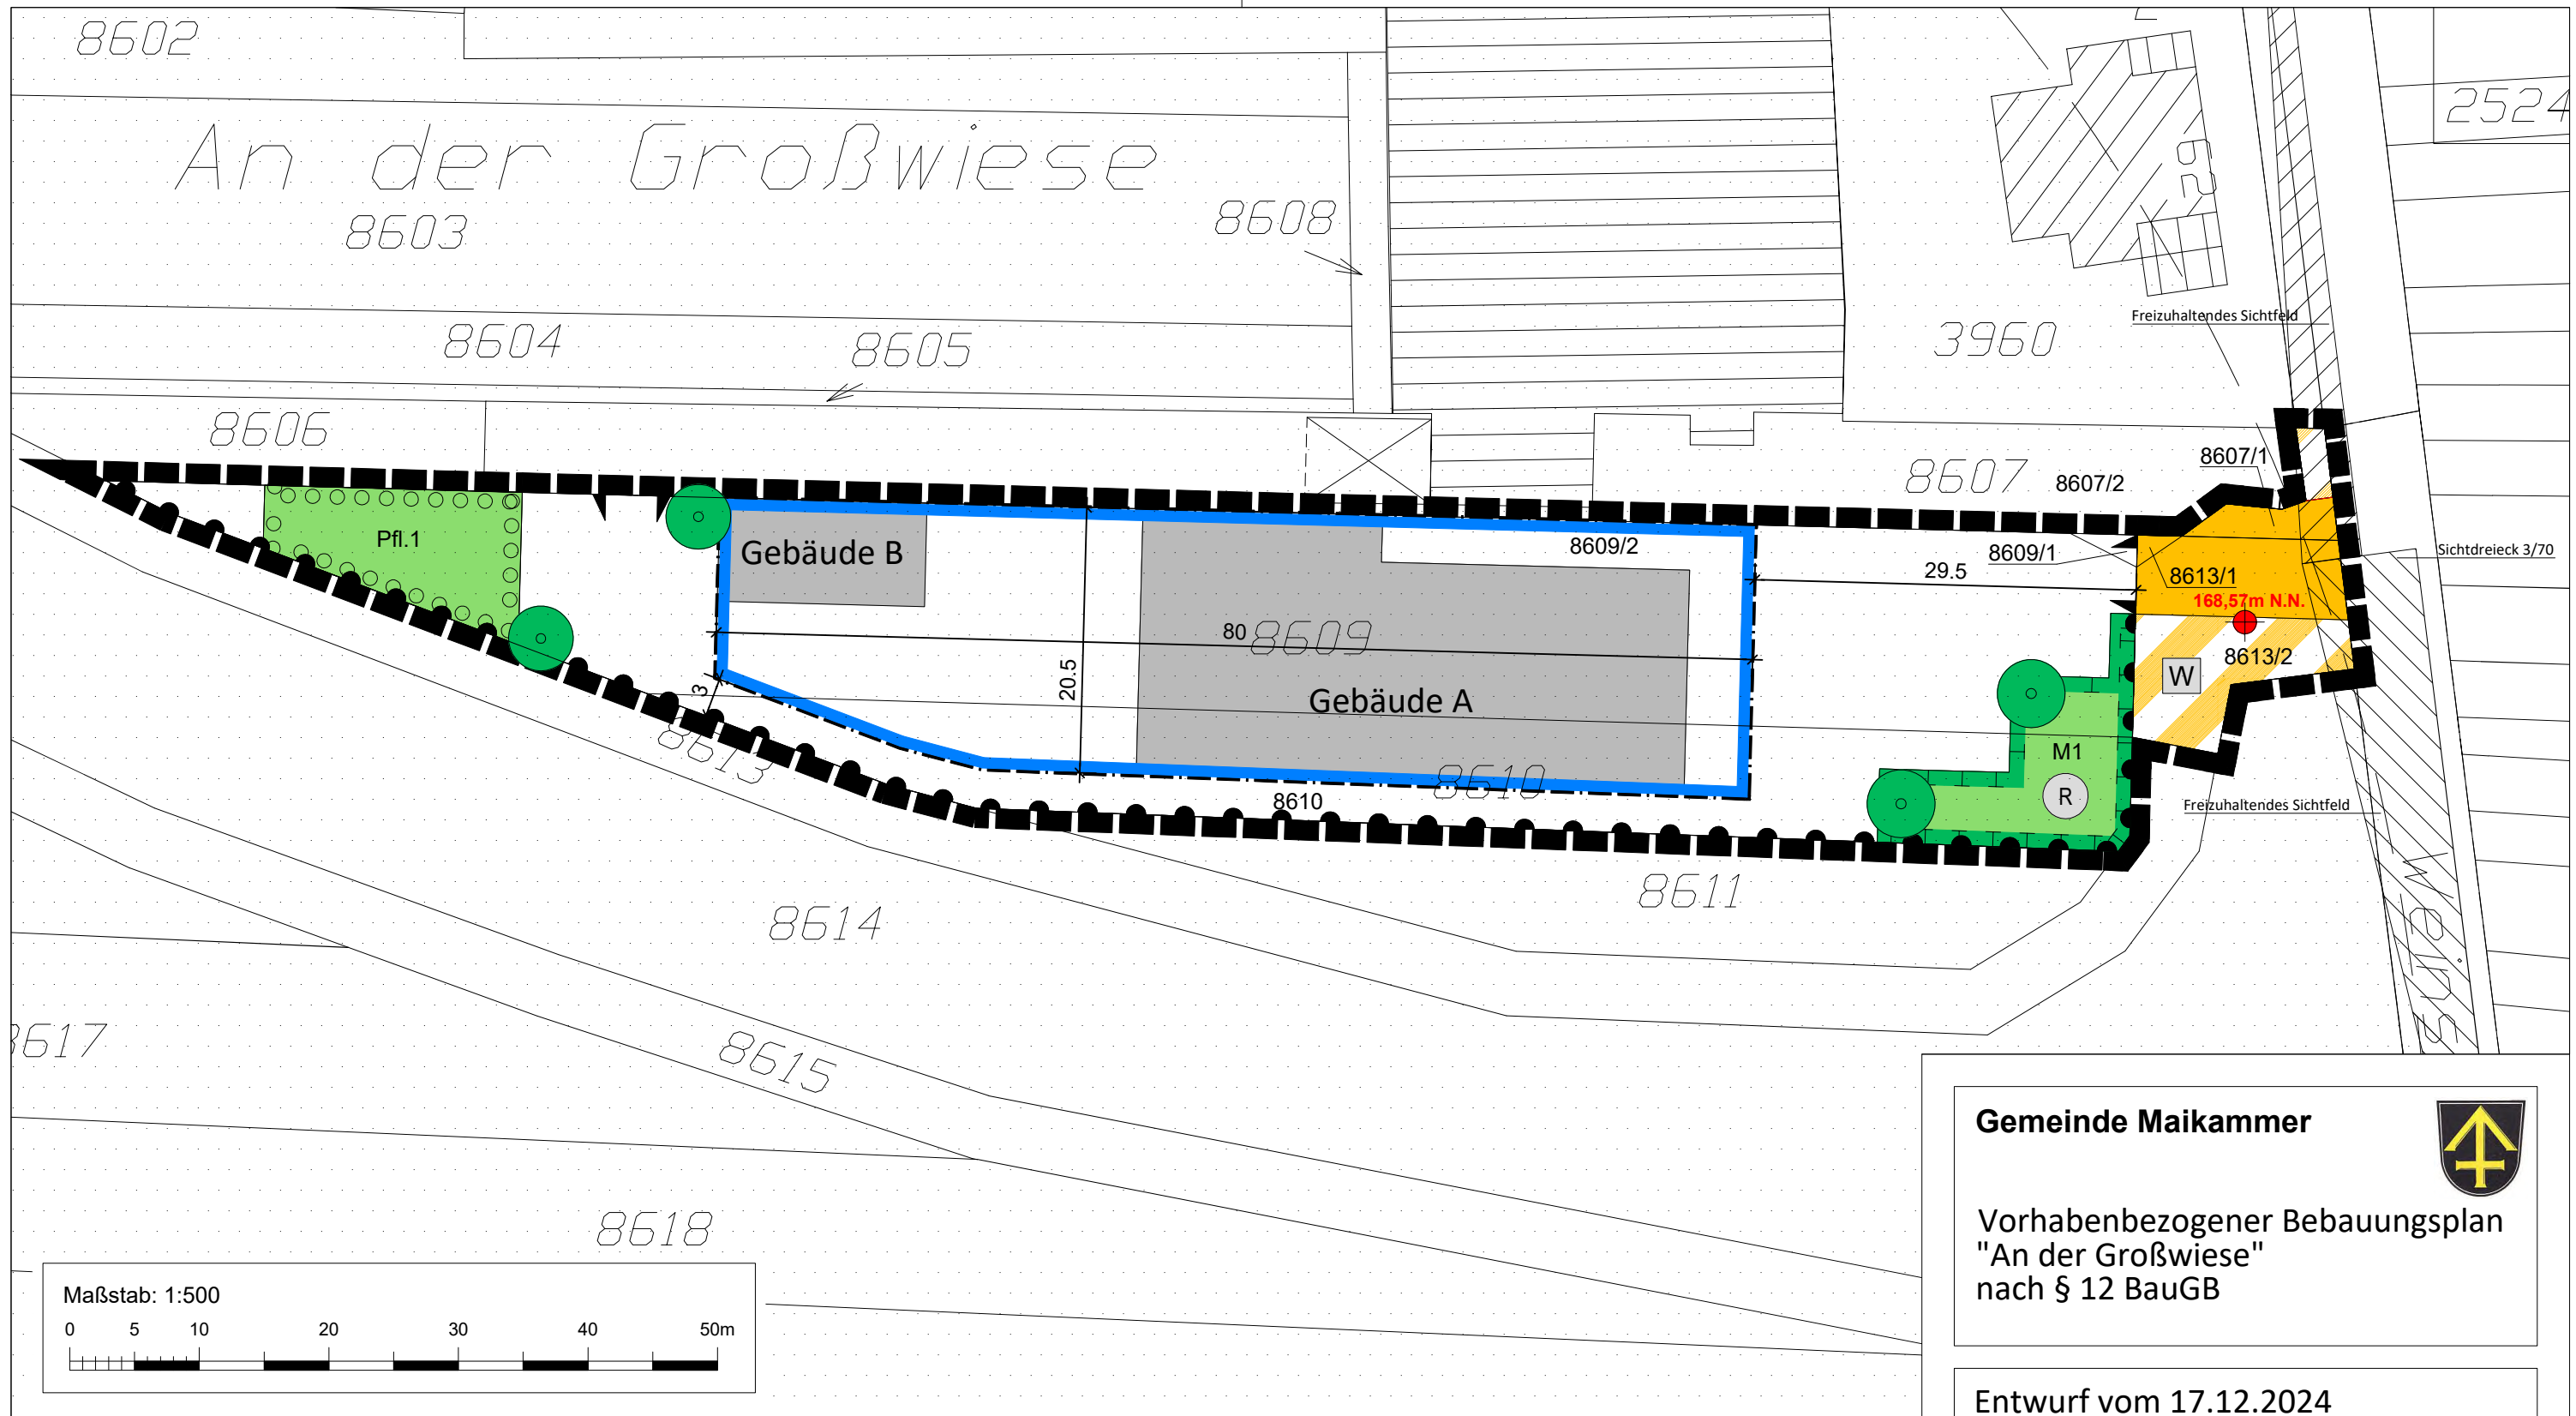 8602
2524
An der Großwiese
8603
8608
52
Freizuhaltendes Sichtfeld
8604
8605
3960
8606
8607
8607/2
8607/1
Pfl.1
Gebäude B
8609/2
8609/1
Sichtdreieck 3/70
29.5
8613/1
168,57m N.N.
80
8609
8613/2
20.5
3
W
Gebäude A
8613
M1
8610
8610
R
Freizuhaltendes Sichtfeld
8611
8614
8617
8615
8618
Gemeinde Maikammer
Vorhabenbezogener Bebauungsplan
"An der Großwiese"
nach § 12 BauGB
Maßstab: 1:500
0 5 10 20 30 40 50m
Entwurf vom 17.12.2024